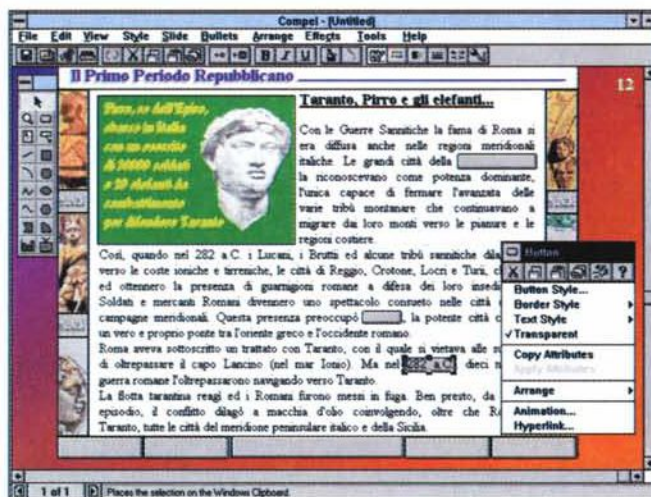 Compel - [Untitled]
File Edit View Style Slide Bullets Arrange Effects Tools Help
B I U
Il Primo Periodo Repubblicano
12
Pirro, re dell'Epiro,
sbarca in Italia
con un esercito
di 30000 soldati
e 20 elefanti ha
combattimento
per difendere Taranto
Taranto, Pirro e gli elefanti...
Con le Guerre Sannitiche la fama di Roma si
era diffusa anche nelle regioni meridionali
italiche. Le grandi città della
la riconoscevano come potenza dominante,
l'unica capace di fermare l'avanzata delle
varie tribù montanare che continuavano a
migrare dai loro monti verso le pianure e le
regioni costiere.
Così, quando nel 282 a.C. i Lucani, i Bruttii ed alcune tribù sannitiche
verso le coste ioniche e tirreniche, le città di Reggio, Crotone, Locri e Turii,
ed ottennero la presenza di guarnigioni romane a difesa dei loro
Soldati e mercanti Romani divennero uno spettacolo consueto nelle città
campagne meridionali. Questa presenza preoccupò , la potente città
un vero e proprio ponte tra l'oriente greco e l'occidente romano.
Roma aveva sottoscritto un trattato con Taranto, con il quale si vietava alle
di oltrepassare il capo Lancino (nel mar Ionio). Ma nel 282 a.C. dieci
guerra romane l'oltrepassarono navigando verso Taranto.
La flotta tarantina reagì ed i Romani furono messi in fuga. Ben presto, da
episodio, il conflitto dilagò a macchia d'olio coinvolgendo, oltre che
Taranto, tutte le città del meridione peninsulare italico e della Sicilia.
Button
?
Button Style...
Border Style
Text Style
✓Transparent
Copy Attributes
Apply Attributes
Arrange
Animation...
Hyperlink...
1 of 1 Places the selection on the Windows Clipboard.